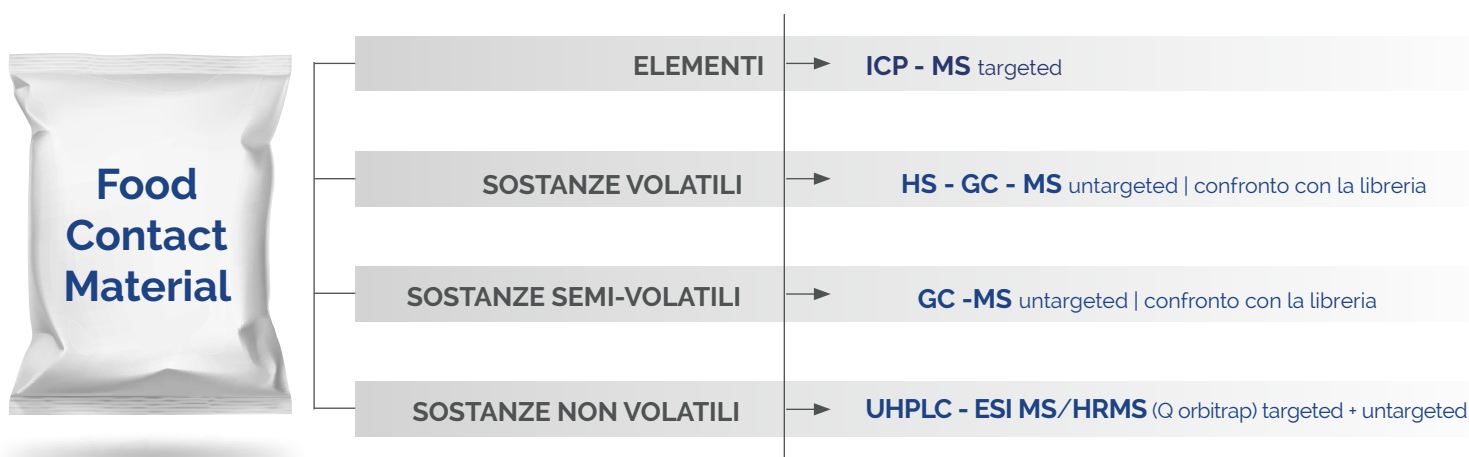 Food
Contact
Material
ELEMENTI
ICP - MS targeted
SOSTANZE VOLATILI
HS - GC - MS untargeted | confronto con la libreria
SOSTANZE SEMI-VOLATILI
GC -MS untargeted | confronto con la libreria
SOSTANZE NON VOLATILI
UHPLC - ESI MS/HRMS (Q orbitrap) targeted + untargeted